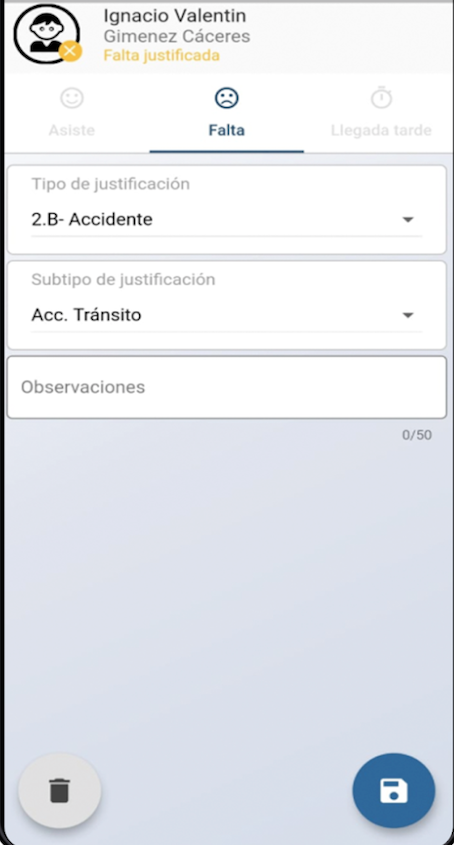 Ignacio Valentin
Gimenez Cáceres
Falta justificada
Asiste
Falta
Llegada tarde
Tipo de justificación
2.B- Accidente
Subtipo de justificación
Acc. Tránsito
Observaciones
0/50